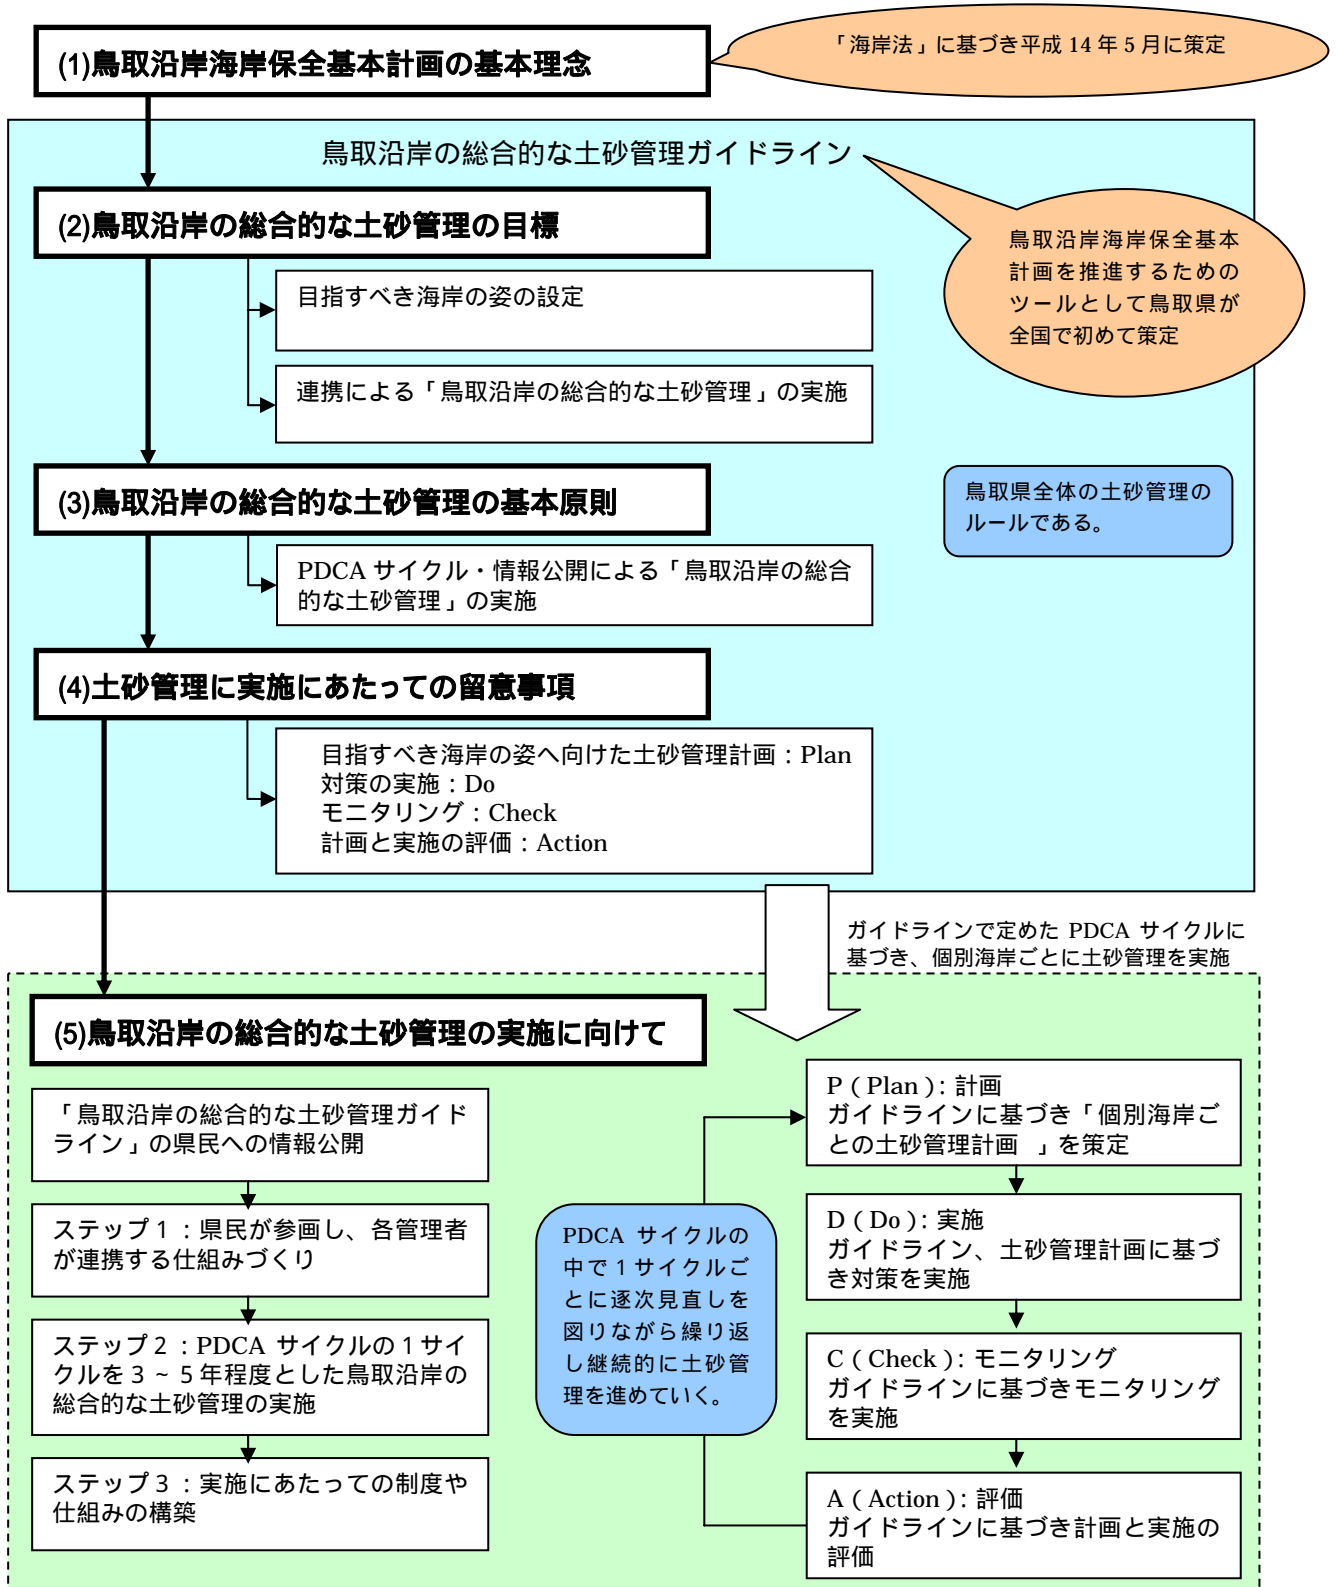 (1)鳥取沿岸海岸保全基本計画の基本理念
「海岸法」に基づき平成 14 年 5 月に策定
鳥取沿岸の総合的な土砂管理ガイドライン
(2)鳥取沿岸の総合的な土砂管理の目標
鳥取沿岸海岸保全基本
計画を推進するための
ツールとして鳥取県が
全国で初めて策定
目指すべき海岸の姿の設定
連携による「鳥取沿岸の総合的な土砂管理」の実施
(3)鳥取沿岸の総合的な土砂管理の基本原則
鳥取県全体の土砂管理の
ルールである。
PDCA サイクル・情報公開による「鳥取沿岸の総合
的な土砂管理」の実施
(4)土砂管理に実施にあたっての留意事項
目指すべき海岸の姿へ向けた土砂管理計画：Plan
対策の実施：Do
モニタリング：Check
計画と実施の評価：Action
ガイドラインで定めた PDCA サイクルに
基づき、個別海岸ごとに土砂管理を実施
(5)鳥取沿岸の総合的な土砂管理の実施に向けて
「鳥取沿岸の総合的な土砂管理ガイド
ライン」の県民への情報公開
ステップ１：県民が参画し、各管理者
が連携する仕組みづくり
ステップ２：PDCA サイクルの１サイ
クルを３～５年程度とした鳥取沿岸の
総合的な土砂管理の実施
ステップ３：実施にあたっての制度や
仕組みの構築
PDCA サイクルの
中で１サイクルご
とに逐次見直しを
図りながら繰り返
し継続的に土砂管
理を進めていく。
P（Plan）：計画
ガイドラインに基づき「個別海岸ご
との土砂管理計画　」を策定
D（Do）：実施
ガイドライン、土砂管理計画に基づ
き対策を実施
C（Check）：モニタリング
ガイドラインに基づきモニタリング
を実施
A（Action）：評価
ガイドラインに基づき計画と実施の
評価